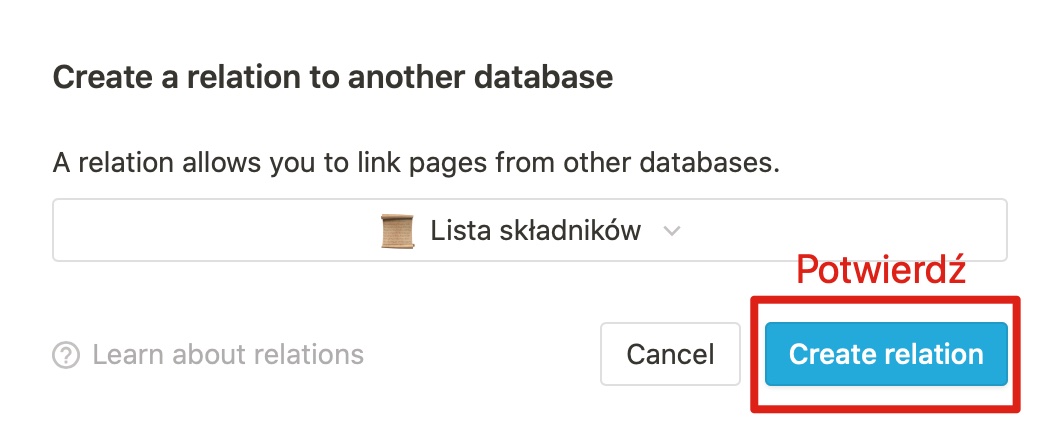 Create a relation to another database
A relation allows you to link pages from other databases.
Lista składników
Potwierdź
Learn about relations
Cancel
Create relation